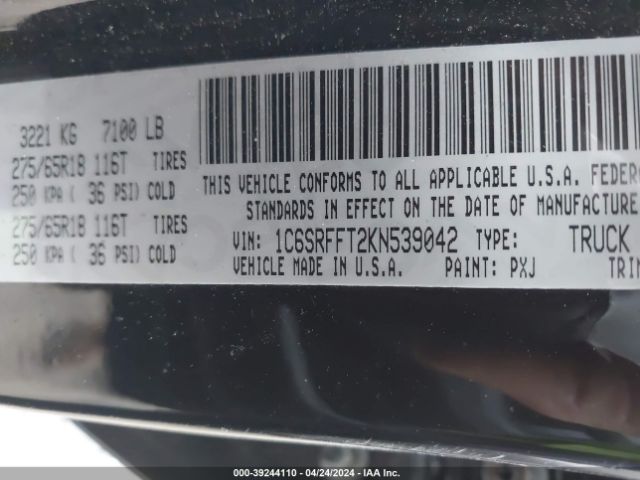 3221 KG 7100 LB
275/65R18 116T TIRES
250 KPA ( 36 PSI) COLD
275/65R18 116T TIRES
250 KPA ( 36 PSI) COLD
THIS VEHICLE CONFORMS TO ALL APPLICABLE U.S.A. FEDER
STANDARDS IN EFFECT ON THE DATE OF MANUFACTURE
VIN: 1C6SRFFT2KN539042 TYPE: TRUCK
VEHICLE MADE IN U.S.A. PAINT: PXJ TRIM
000-39244110 - 04/24/2024 - IAA Inc.